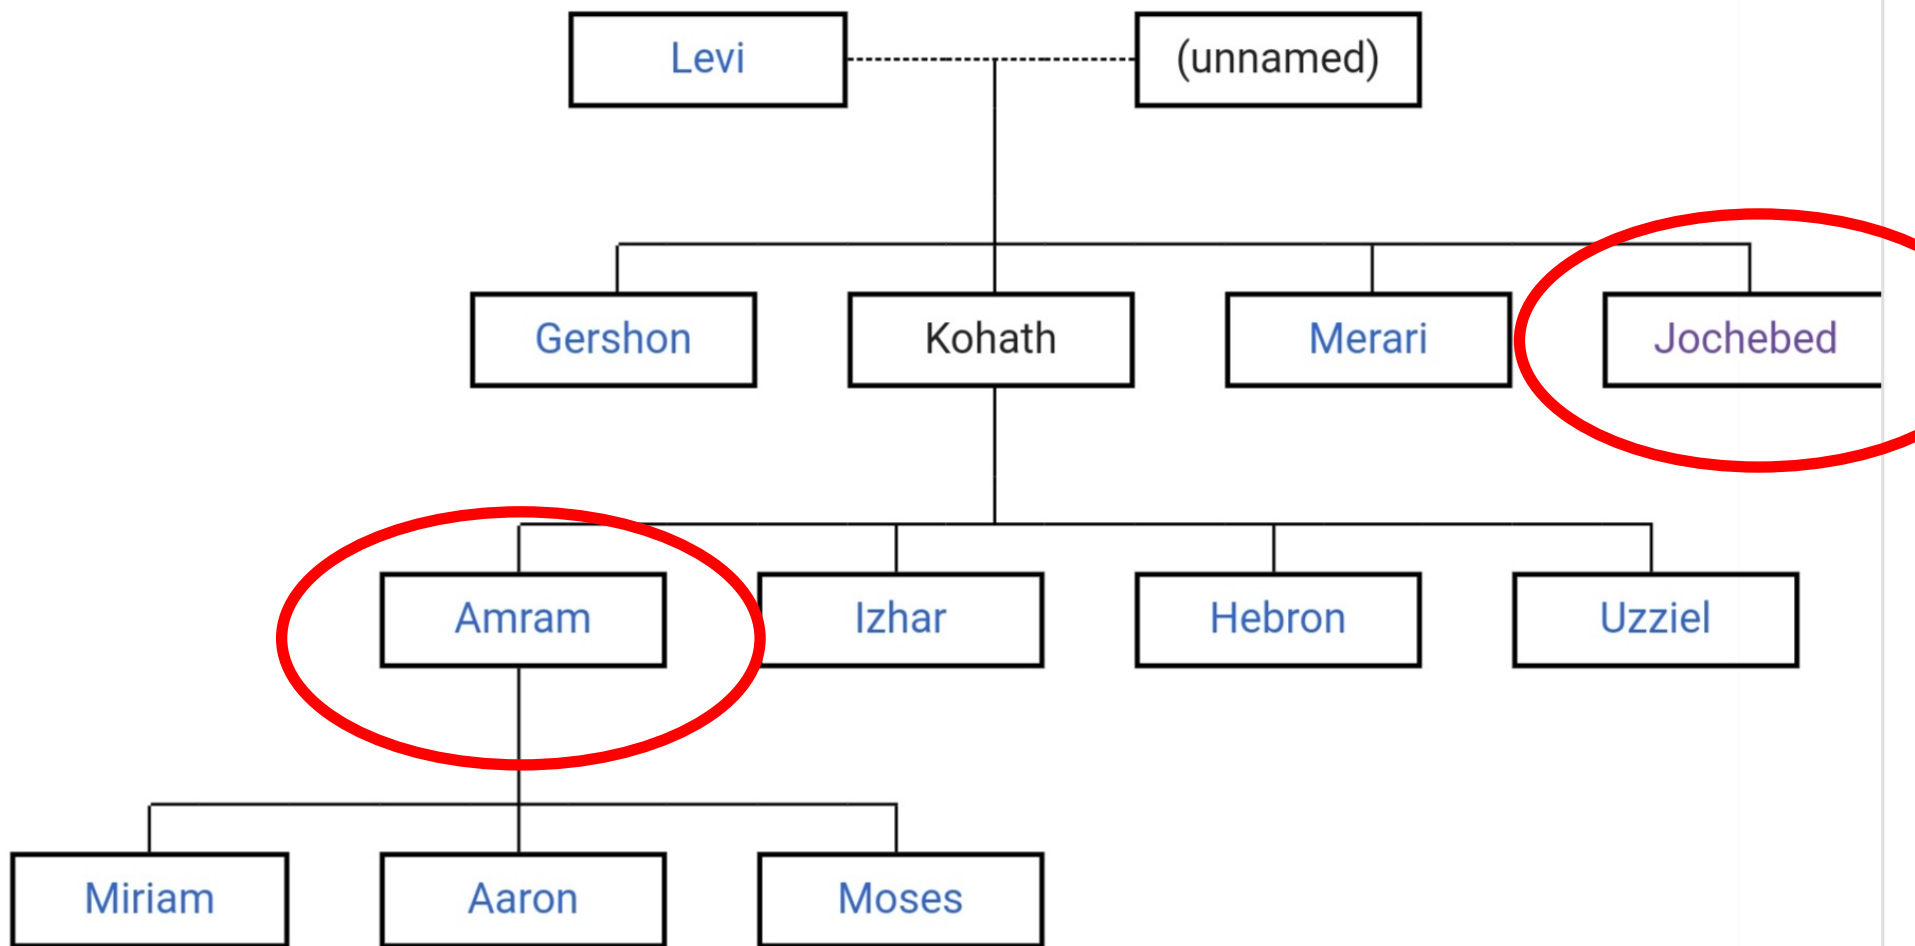 Levi
(unnamed)
Gershon
Kohath
Merari
Jochebed
Amram
Izhar
Hebron
Uzziel
Miriam
Aaron
Moses